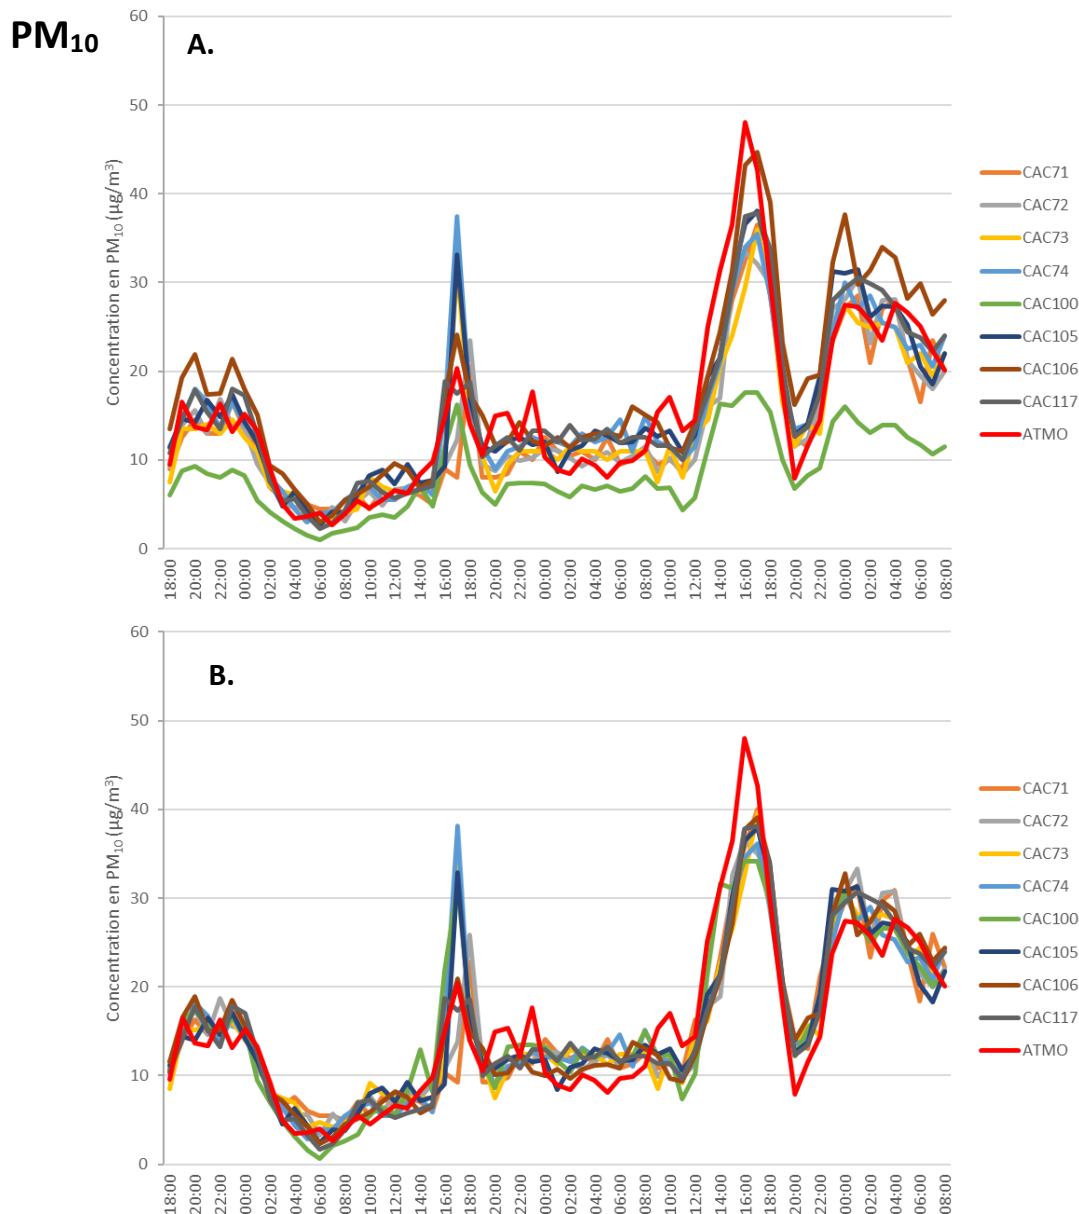 PM₁₀
A.
60
50
40
30
20
10
0
Concentration en PM₁₀ (µg/m³)
18:00 20:00 22:00 00:00 02:00 04:00 06:00 08:00 10:00 12:00 14:00 16:00 18:00 20:00 22:00 00:00 02:00 04:00 06:00 08:00 10:00 12:00 14:00 16:00 18:00 20:00 22:00 00:00 02:00 04:00 06:00 08:00
CAC71
CAC72
CAC73
CAC74
CAC100
CAC105
CAC106
CAC117
ATMO
B.
60
50
40
30
20
10
0
Concentration en PM₁₀ (µg/m³)
18:00 20:00 22:00 00:00 02:00 04:00 06:00 08:00 10:00 12:00 14:00 16:00 18:00 20:00 22:00 00:00 02:00 04:00 06:00 08:00 10:00 12:00 14:00 16:00 18:00 20:00 22:00 00:00 02:00 04:00 06:00 08:00
CAC71
CAC72
CAC73
CAC74
CAC100
CAC105
CAC106
CAC117
ATMO